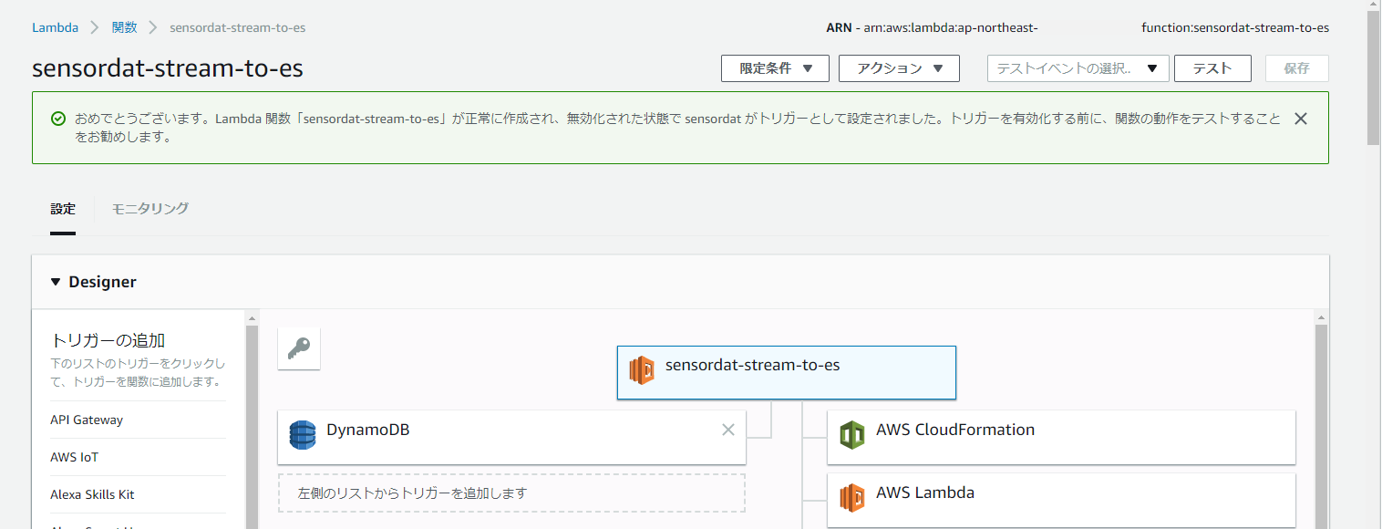 Lambda > 関数 > sensordat-stream-to-es
ARN - arn:aws:lambda:ap-northeast- function:sensordat-stream-to-es
sensordat-stream-to-es
限定条件 ▼ アクション ▼ テストイベントの選択.. ▼ テスト 保存
おめでとうございます。Lambda 関数「sensordat-stream-to-es」が正常に作成され、無効化された状態で sensordat がトリガーとして設定されました。トリガーを有効化する前に、関数の動作をテストすること
をお勧めします。
設定 モニタリング
▼ Designer
トリガーの追加
下のリストのトリガーをクリックし
て、トリガーを関数に追加します。
API Gateway
AWS IoT
Alexa Skills Kit
sensordat-stream-to-es
DynamoDB
左側のリストからトリガーを追加します
AWS CloudFormation
AWS Lambda